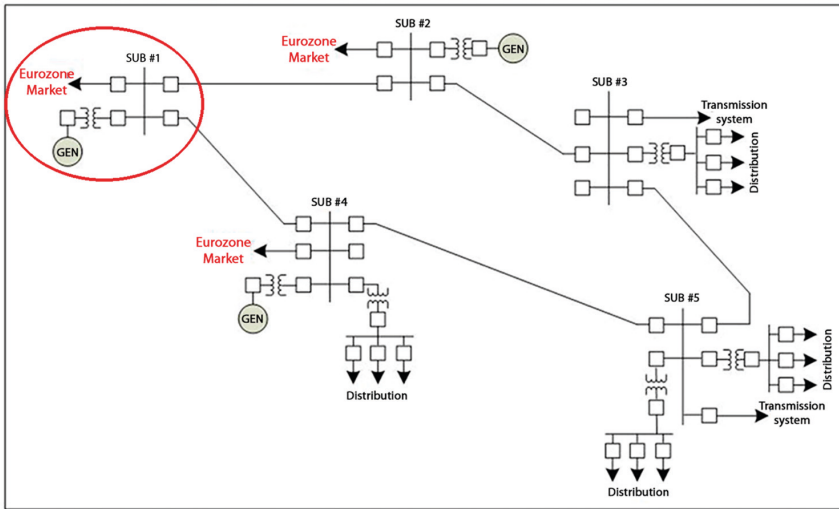 SUB #1
Eurozone
Market
GEN
SUB #2
Eurozone
Market
GEN
SUB #3
Transmission
system
Distribution
SUB #4
Eurozone
Market
GEN
Distribution
SUB #5
Distribution
Transmission
system
Distribution